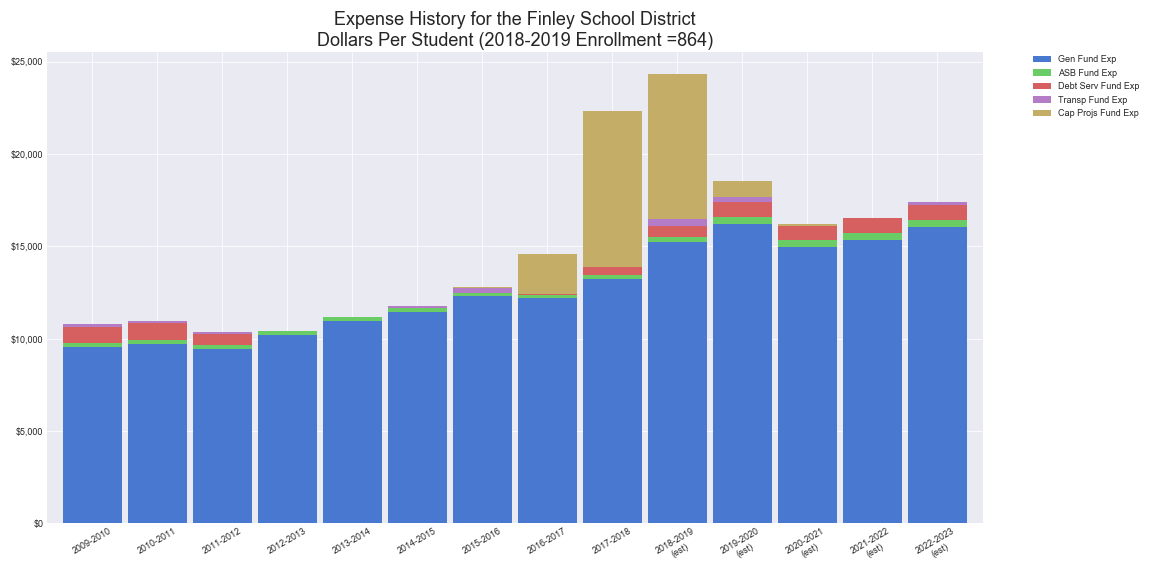 Expense History for the Finley School District
Dollars Per Student (2018-2019 Enrollment =864)
$25,000
$20,000
$15,000
$10,000
$5,000
$0
2009-2010
2010-2011
2011-2012
2012-2013
2013-2014
2014-2015
2015-2016
2016-2017
2017-2018
2018-2019
(est)
2019-2020
(est)
2020-2021
(est)
2021-2022
(est)
2022-2023
(est)
Gen Fund Exp
ASB Fund Exp
Debt Serv Fund Exp
Transp Fund Exp
Cap Projs Fund Exp